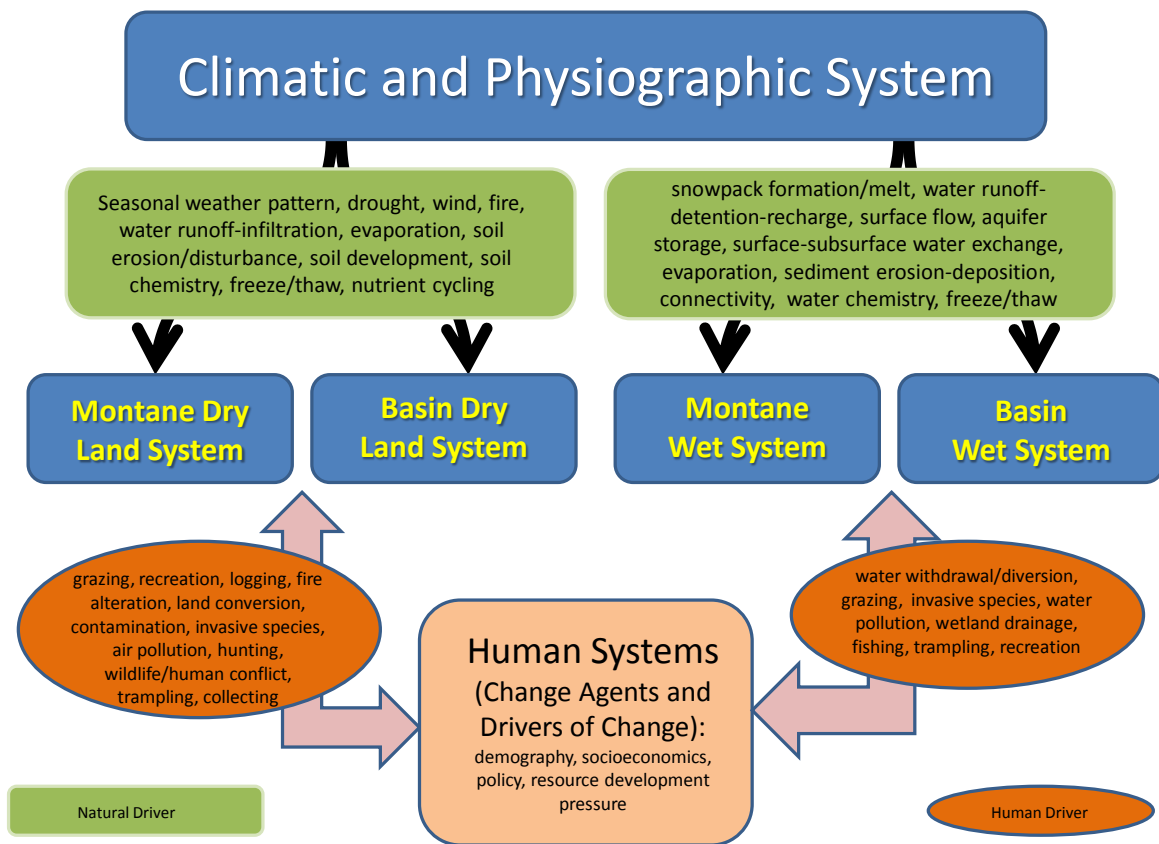 Climatic and Physiographic System
Seasonal weather pattern, drought, wind, fire,
water runoff-infiltration, evaporation, soil
erosion/disturbance, soil development, soil
chemistry, freeze/thaw, nutrient cycling
snowpack formation/melt, water runoff-
detention-recharge, surface flow, aquifer
storage, surface-subsurface water exchange,
evaporation, sediment erosion-deposition,
connectivity, water chemistry, freeze/thaw
Montane Dry
Land System
Basin Dry
Land System
Montane
Wet System
Basin
Wet System
grazing, recreation, logging, fire
alteration, land conversion,
contamination, invasive species,
air pollution, hunting,
wildlife/human conflict,
trampling, collecting
water withdrawal/diversion,
grazing, invasive species, water
pollution, wetland drainage,
fishing, trampling, recreation
Human Systems
(Change Agents and
Drivers of Change):
demography, socioeconomics,
policy, resource development
pressure
Natural Driver
Human Driver